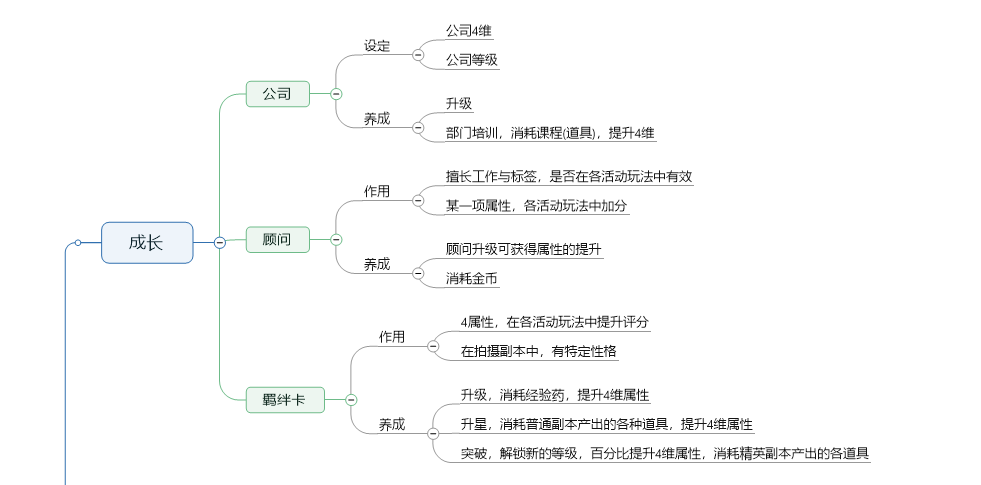 公司4维
设定
公司等级
公司
升级
养成
部门培训，消耗课程(道具)，提升4维
擅长工作与标签，是否在各活动玩法中有效
作用
某一项属性，各活动玩法中加分
成长
顾问
顾问升级可获得属性的提升
养成
消耗金币
4属性，在各活动玩法中提升评分
作用
在拍摄副本中，有特定性格
羁绊卡
升级，消耗经验药，提升4维属性
养成
升星，消耗普通副本产出的各种道具，提升4维属性
突破，解锁新的等级，百分比提升4维属性，消耗精英副本产出的各道具